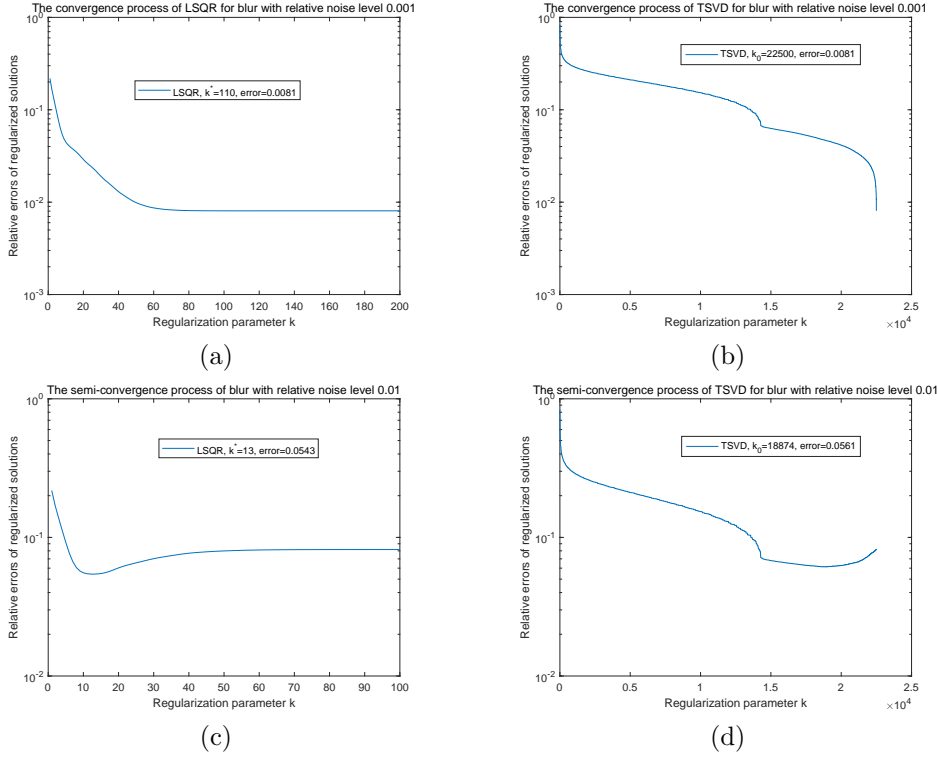 The convergence process of LSQR for blur with relative noise level 0.001
10^0
10^-1
10^-2
10^-3
Relative errors of regularized solutions
LSQR, k^*=110, error=0.0081
0 20 40 60 80 100 120 140 160 180 200
Regularization parameter k
(a)
The convergence process of TSVD for blur with relative noise level 0.001
10^0
10^-1
10^-2
10^-3
Relative errors of regularized solutions
TSVD, k_0=22500, error=0.0081
0 0.5 1 1.5 2 2.5
×10^4
Regularization parameter k
(b)
The semi-convergence process of blur with relative noise level 0.01
10^0
10^-1
10^-2
Relative errors of regularized solutions
LSQR, k^*=13, error=0.0543
0 10 20 30 40 50 60 70 80 90 100
Regularization parameter k
(c)
The semi-convergence process of TSVD for blur with relative noise level 0.01
10^0
10^-1
10^-2
Relative errors of regularized solutions
TSVD, k_0=18874, error=0.0561
0 0.5 1 1.5 2 2.5
×10^4
Regularization parameter k
(d)